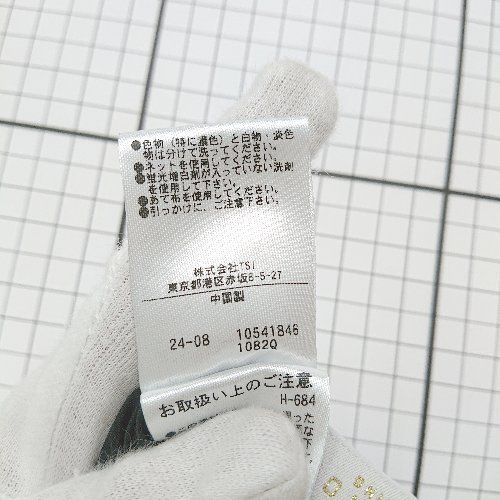 ●色物(特に濃色)と白物・淡色
物は分けて洗ってください。
●ネットを使用してください。
●蛍光増白剤が入っていない洗剤
を使用して下さい。
●あて布を使用してください。
●引っかけに、ご注意下さい。
株式会社TSI
東京都港区赤坂8-5-27
中国製
24-08 10541846
1082Q
お取扱い上のご注意
H-684